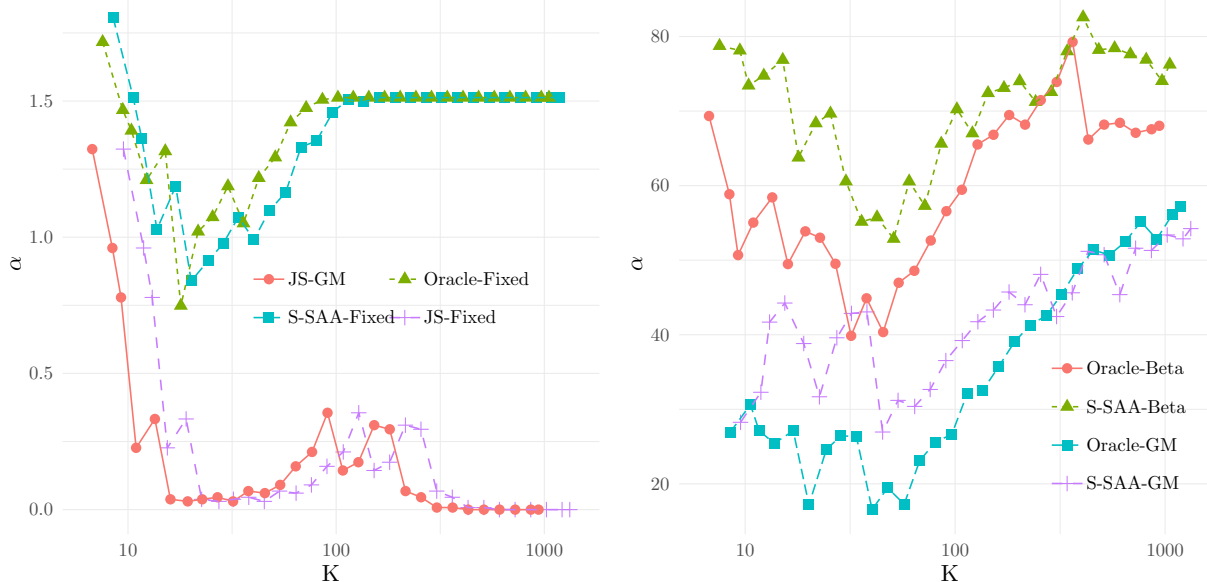 1.5
1.0
0.5
0.0
α
10
100
1000
K
JS-GM
Oracle-Fixed
S-SAA-Fixed
JS-Fixed
80
60
40
20
α
10
100
1000
K
Oracle-Beta
S-SAA-Beta
Oracle-GM
S-SAA-GM